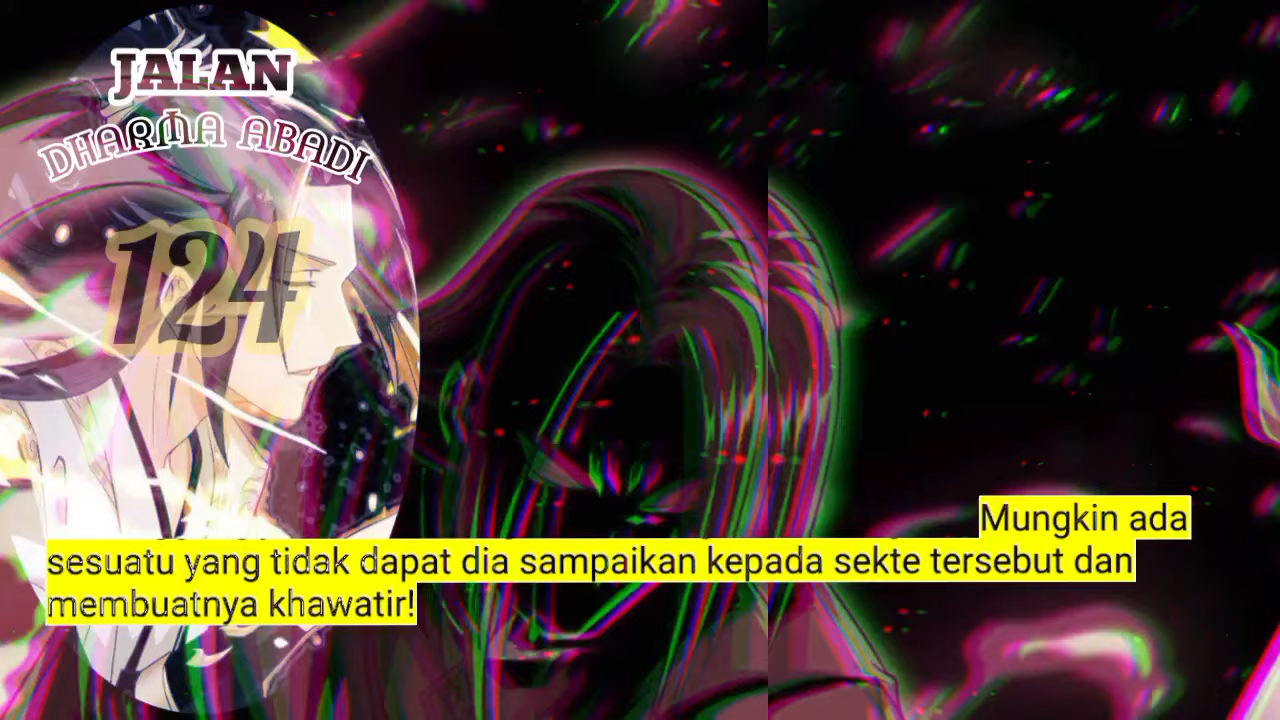 JALAN
DHARMA ABADI
124
Mungkin ada
sesuatu yang tidak dapat dia sampaikan kepada sekte tersebut dan
membuatnya khawatir!